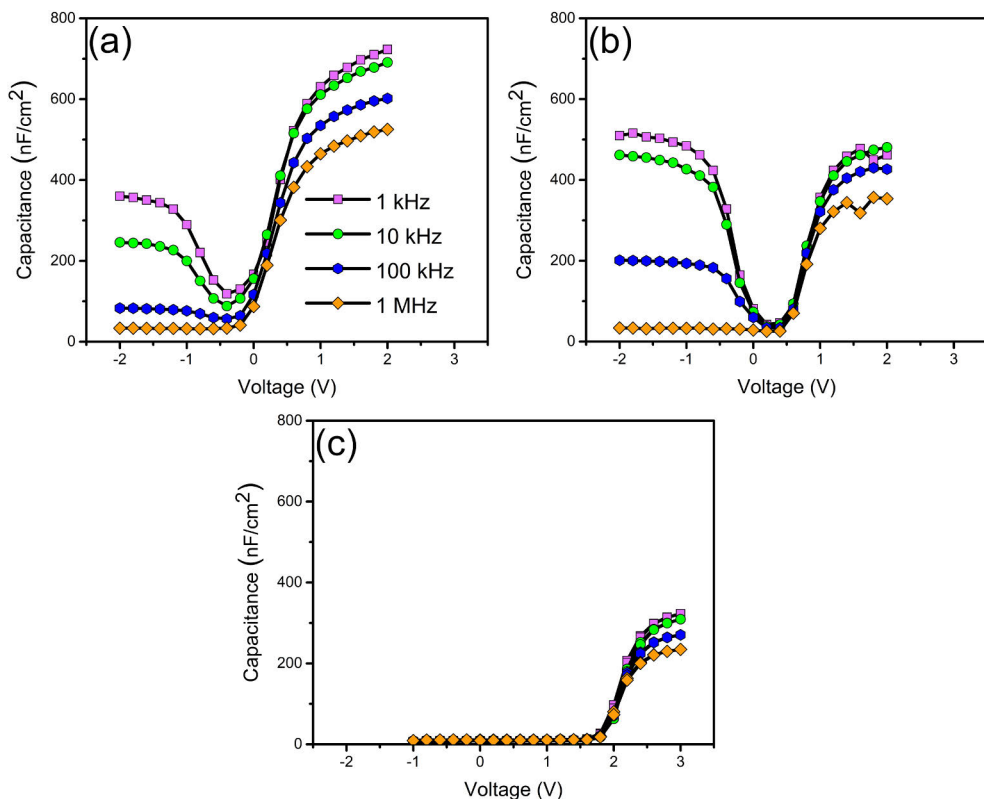 (a)
800
600
400
200
0
Capacitance (nF/cm²)
-2 -1 0 1 2 3
Voltage (V)
1 kHz
10 kHz
100 kHz
1 MHz
(b)
800
600
400
200
0
Capacitance (nF/cm²)
-2 -1 0 1 2 3
Voltage (V)
(c)
800
600
400
200
0
Capacitance (nF/cm²)
-2 -1 0 1 2 3
Voltage (V)